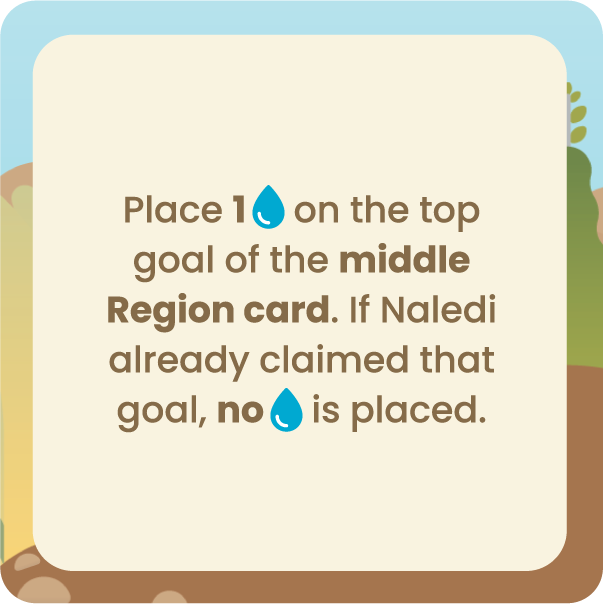 Place 1 on the top
goal of the middle
Region card. If Naledi
already claimed that
goal, no is placed.